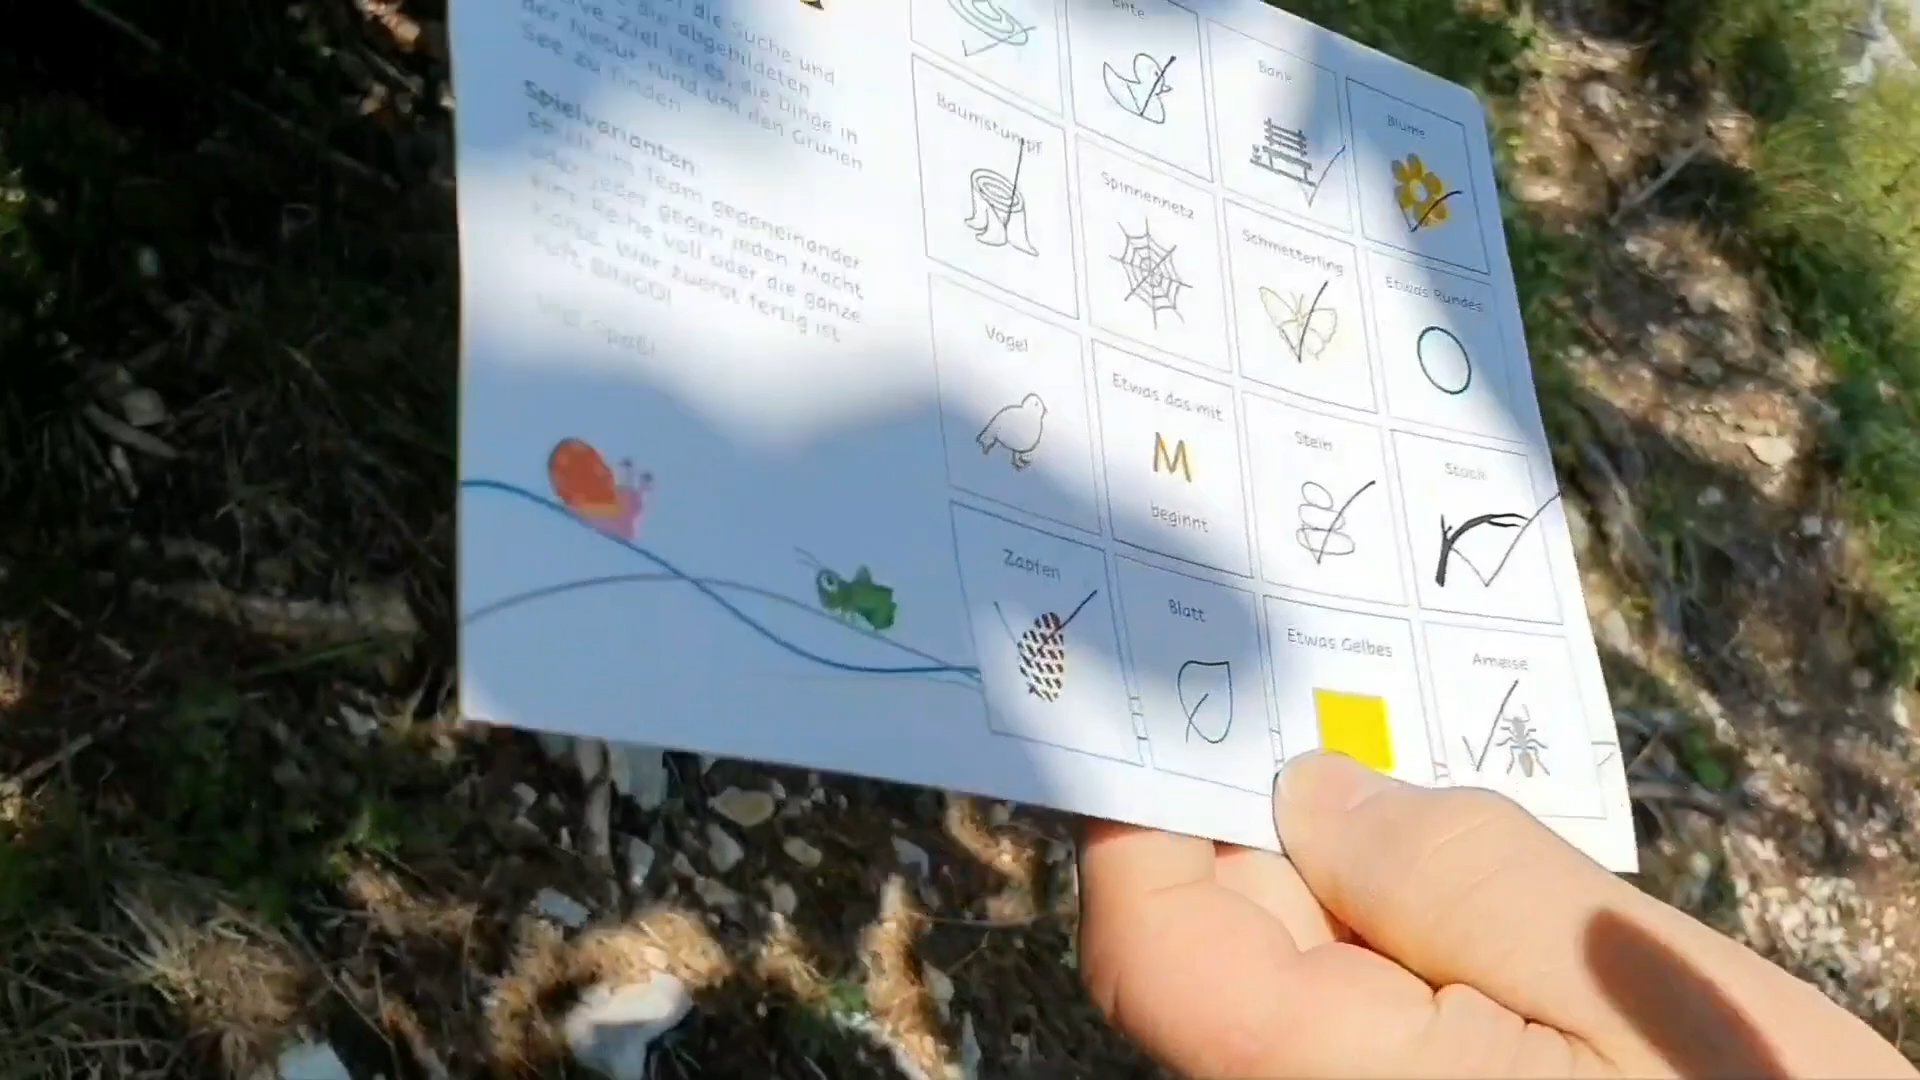 die Suche und
die abgebildeten
Ziel ist es, die Dinge in
der Natur rund um den Grünen
See zu finden
Spielvarianten:
Spielt im Team gegeneinander
oder jeder gegen jeden. Macht
eine Reihe voll oder die ganze
Karte. Wer zuerst fertig ist
ruft BINGO!
Viel Spaß!
Ente
Bank
Blume
Baumstumpf
Spinnennetz
Schmetterling
Etwas Rundes
Vogel
Etwas das mit
M
beginnt
Stein
Stock
Zapfen
Blatt
Etwas Gelbes
Ameise